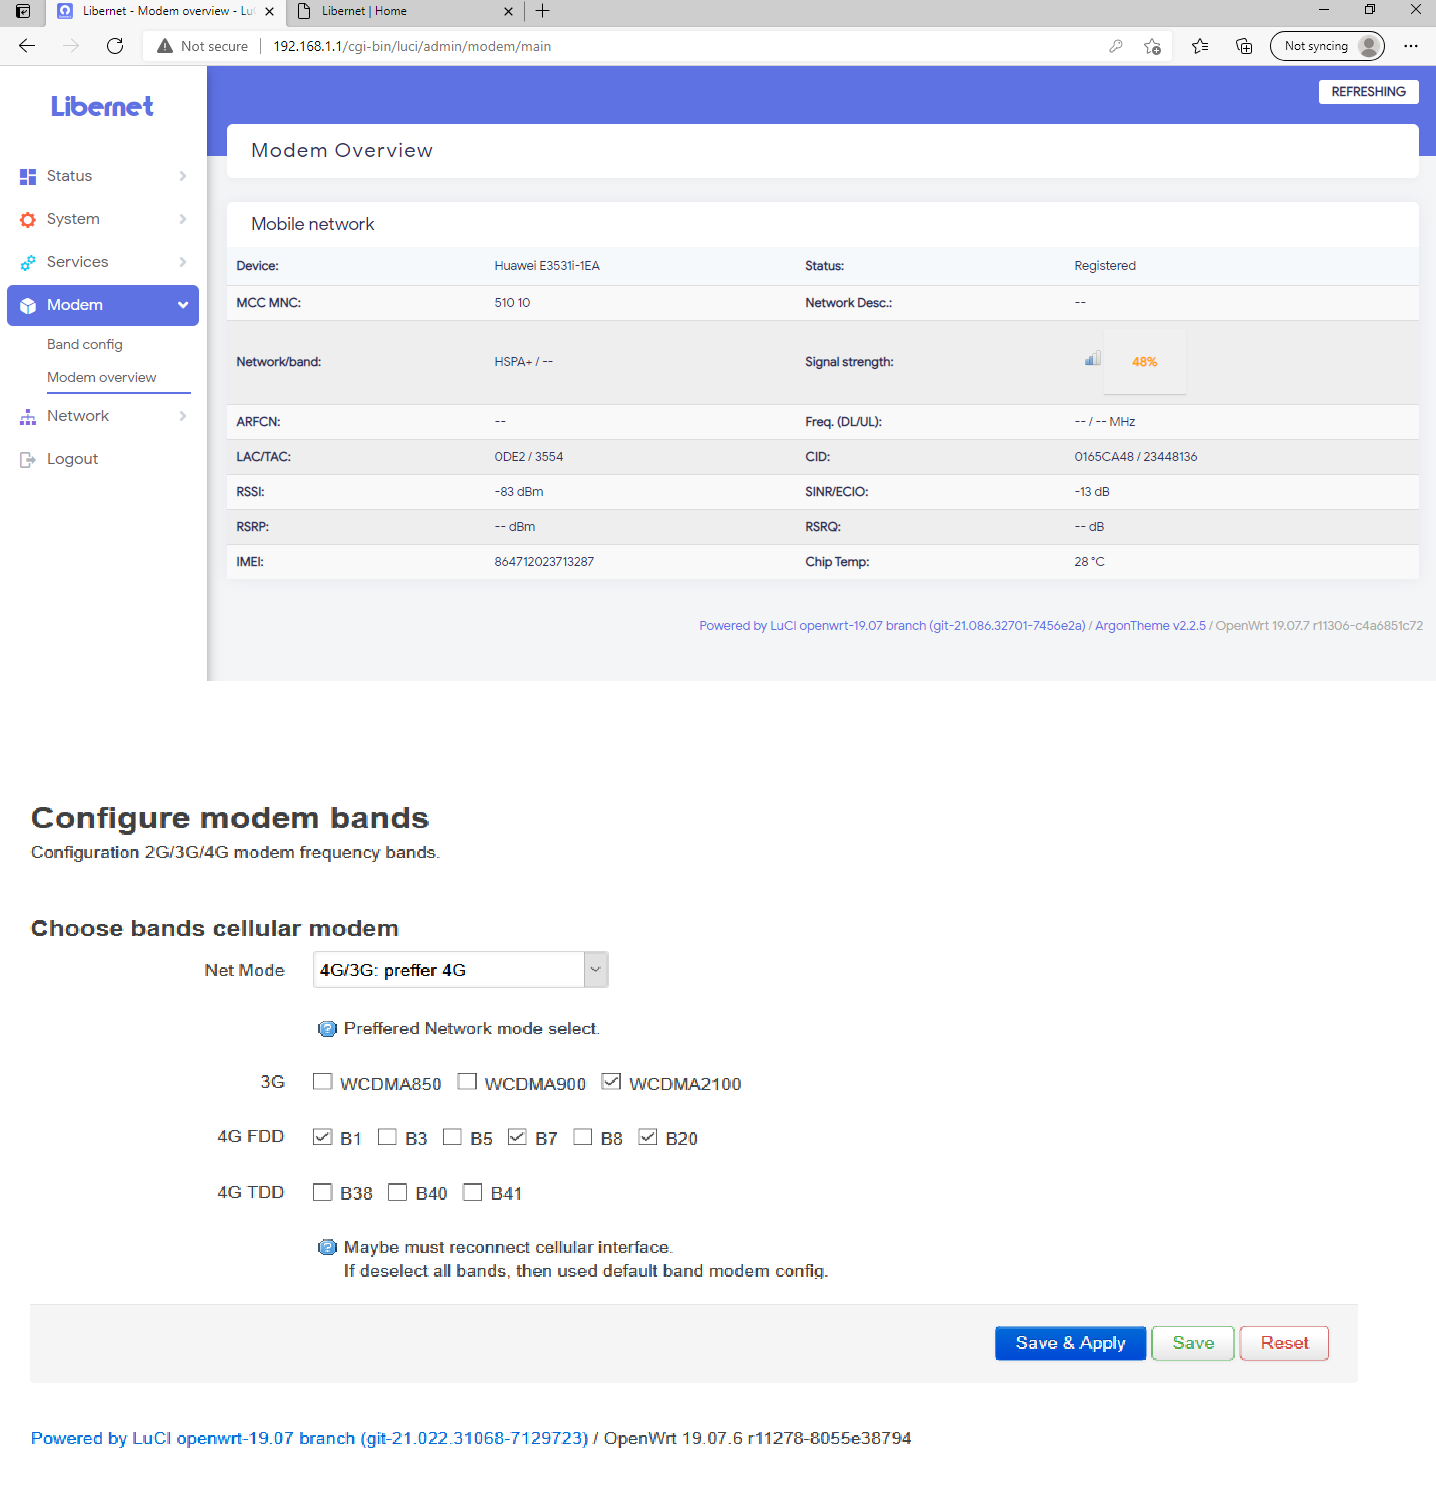 Libernet - Modem overview - Lu
Libernet | Home
Not secure
192.168.1.1/cgi-bin/luci/admin/modem/main
Not syncing
Libernet
REFRESHING
Modem Overview
Status
System
Services
Modem
Band config
Modem overview
Network
Logout
Mobile network
Device: Huawei E3531i-1EA Status: Registered
MCC MNC: 510 10 Network Desc.: --
Network/band: HSPA+ / -- Signal strength: 48%
ARFCN: -- Freq. (DL/UL): -- / -- MHz
LAC/TAC: 0DE2 / 3554 CID: 0165CA48 / 23448136
RSSI: -83 dBm SINR/ECIO: -13 dB
RSRP: -- dBm RSRQ: -- dB
IMEI: 864712023713287 Chip Temp: 28 °C
Powered by LuCI openwrt-19.07 branch (git-21.086.32701-7456e2a) / ArgonTheme v2.2.5 / OpenWrt 19.07.7 r11306-c4a6851c72
Configure modem bands
Configuration 2G/3G/4G modem frequency bands.
Choose bands cellular modem
Net Mode 4G/3G: preffer 4G
Preffered Network mode select.
3G WCDMA850 WCDMA900 WCDMA2100
4G FDD B1 B3 B5 B7 B8 B20
4G TDD B38 B40 B41
Maybe must reconnect cellular interface.
If deselect all bands, then used default band modem config.
Save & Apply Save Reset
Powered by LuCI openwrt-19.07 branch (git-21.022.31068-7129723) / OpenWrt 19.07.6 r11278-8055e38794